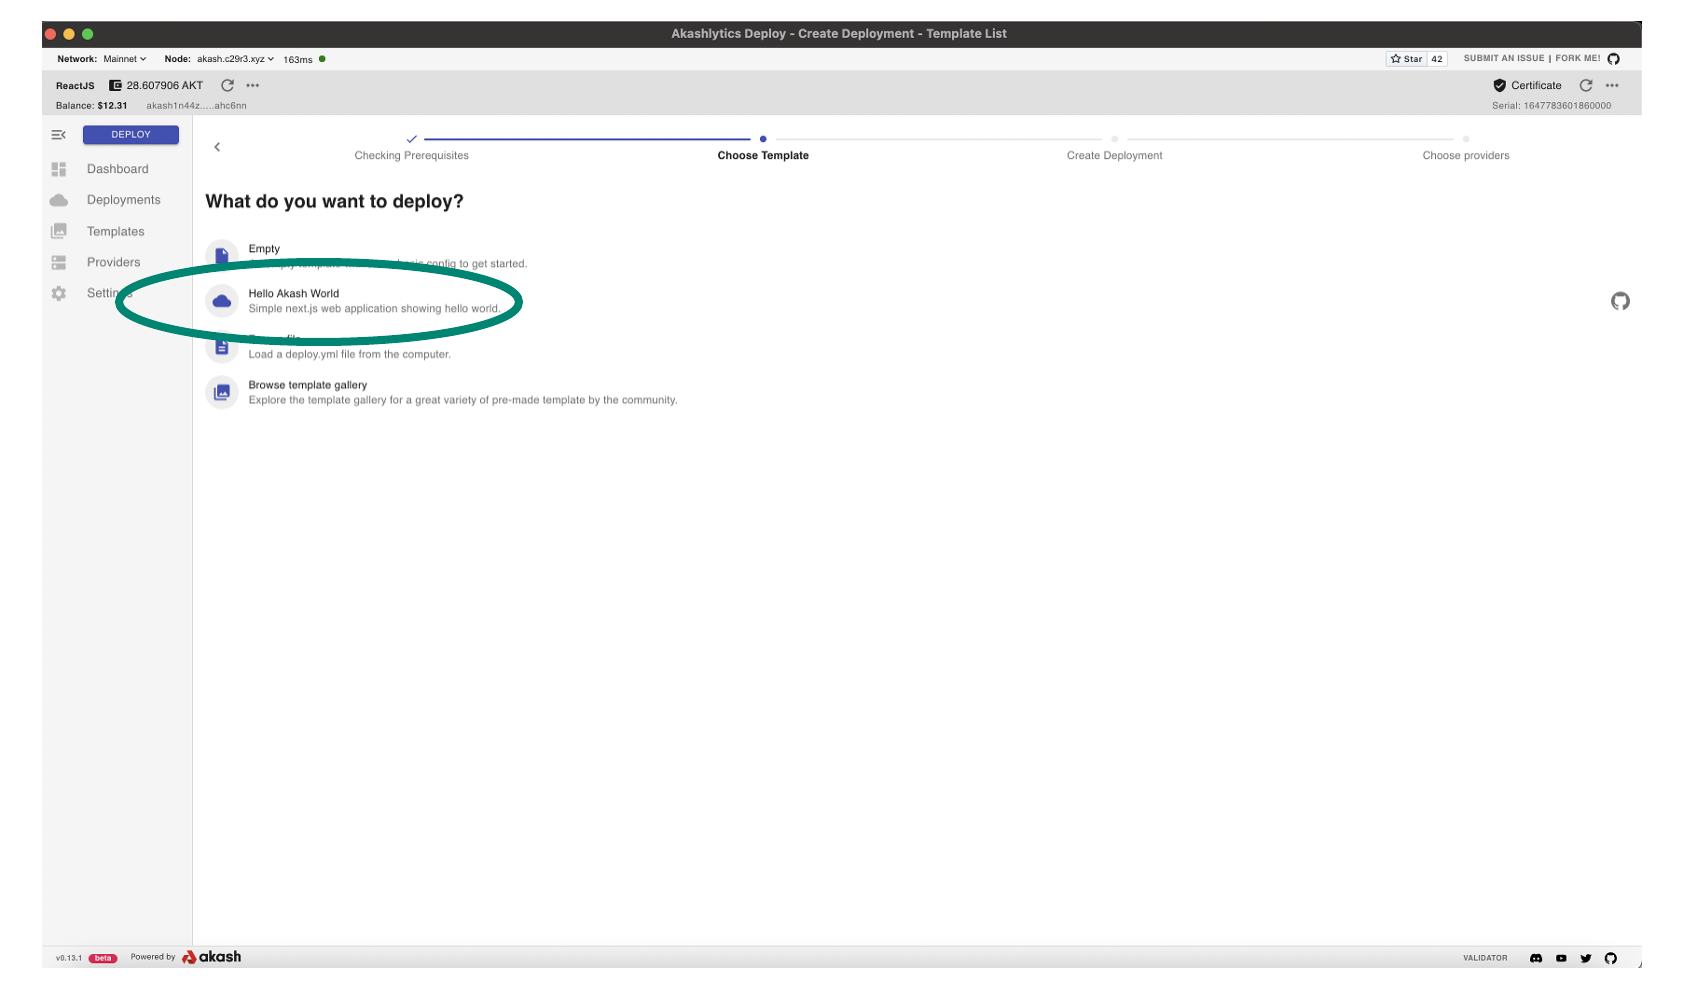 Akashlytics Deploy - Create Deployment - Template List
Network: Mainnet Node: akash.c29r3.xyz 163ms
Star 42 SUBMIT AN ISSUE | FORK ME!
ReactJS 28.607906 AKT
Certificate
Balance: $12.31 akash1n44z.....ahc6nn
Serial: 1647783601860000
DEPLOY
Dashboard
Deployments
Templates
Providers
Settings
Checking Prerequisites
Choose Template
Create Deployment
Choose providers
What do you want to deploy?
Empty
config to get started.
Hello Akash World
Simple next.js web application showing hello world.
Load a deploy.yml file from the computer.
Browse template gallery
Explore the template gallery for a great variety of pre-made template by the community.
v0.13.1 beta Powered by akash
VALIDATOR